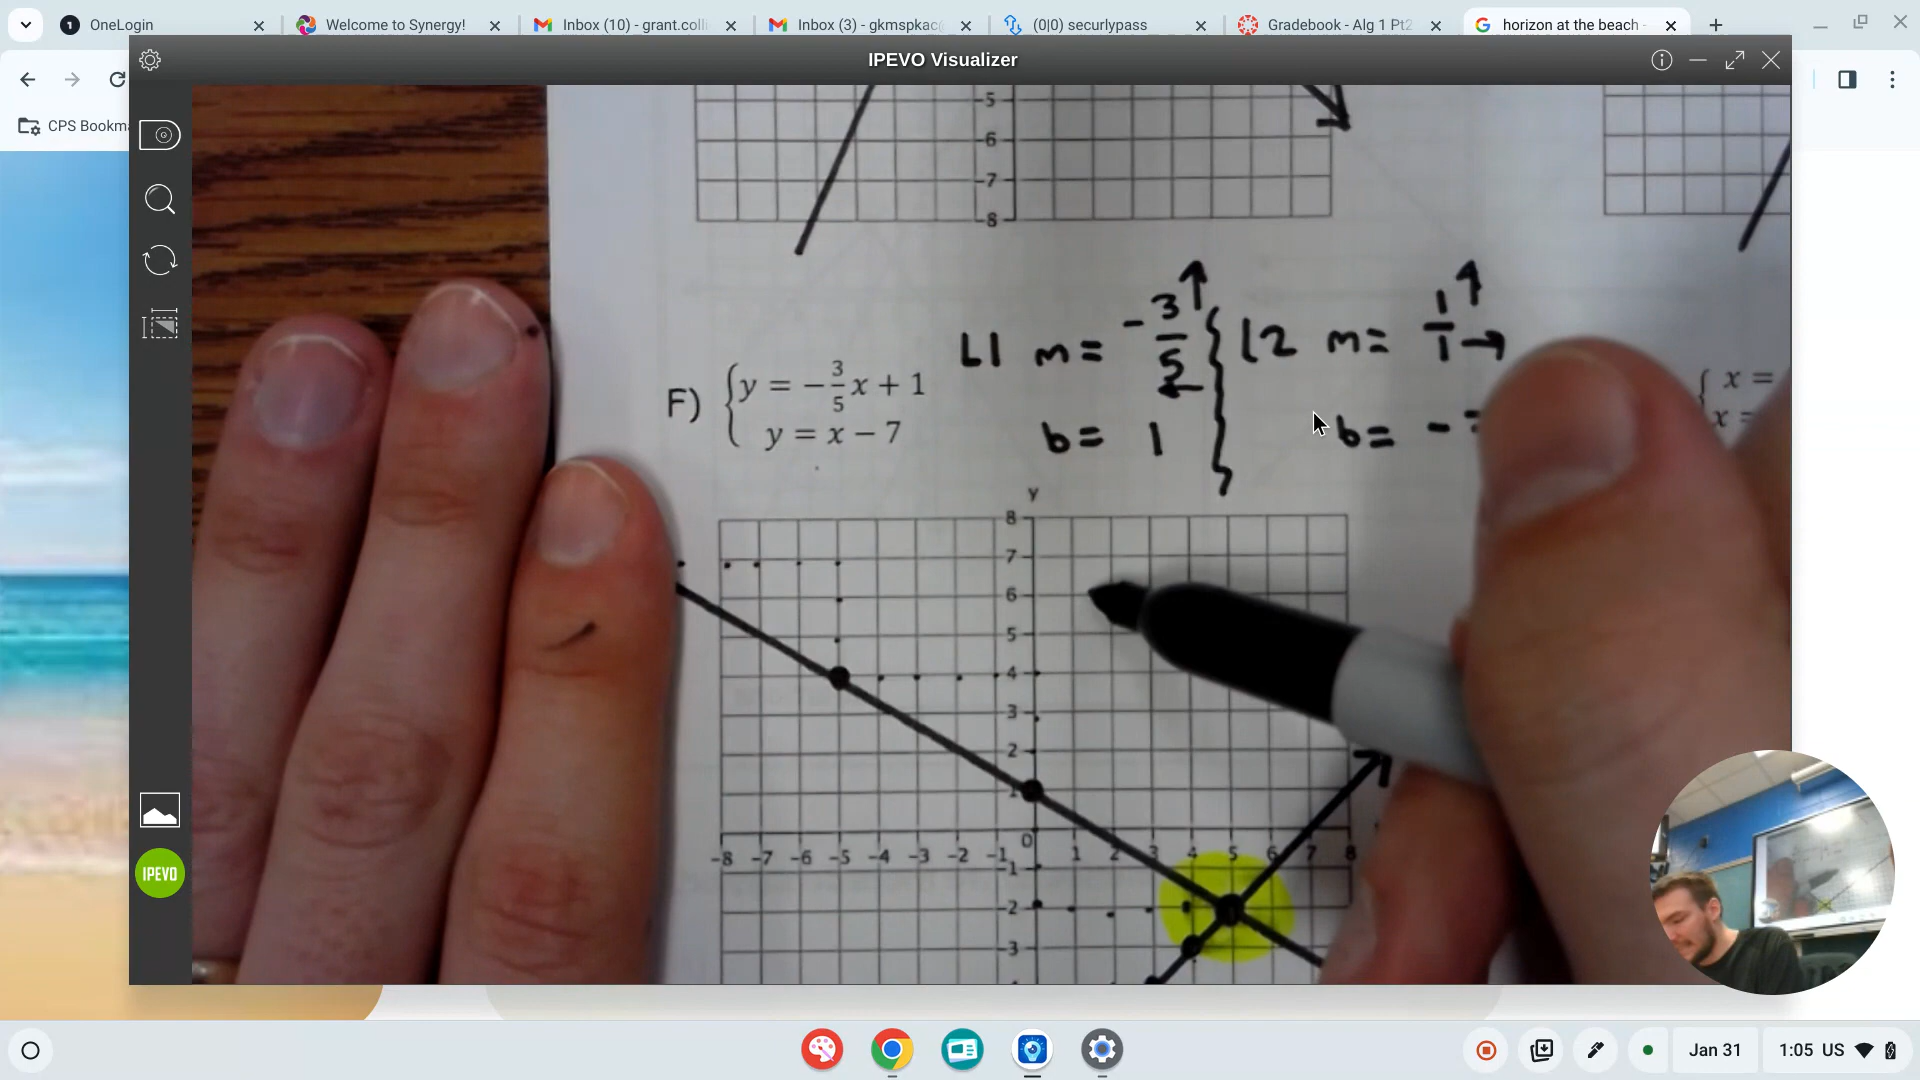 OneLogin
Welcome to Synergy!
Inbox (10) - grant.colli
Inbox (3) - gkmspkac@
(0|0) securlypass
Gradebook - Alg 1 Pt2
horizon at the beach -
IPEVO Visualizer
CPS Bookma
-5
-6
-7
-8
L1 m = -3/5
b = 1
L2 m = 1/1
b = -
F) { y = -3/5 x + 1
y = x - 7
x =
x =
y
8
7
6
5
4
3
2
1
0
-8 -7 -6 -5 -4 -3 -2 -1 1 2 3 4 5 6 7 8
-1
-2
-3
IPEVO
Jan 31
1:05 US